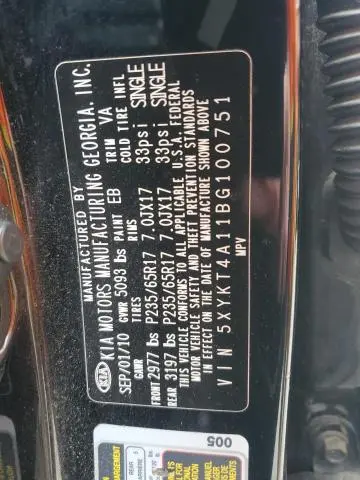 MANUFACTURED BY
KIA KIA MOTORS MANUFACTURING GEORGIA, INC.
SEP/01/10 PAINT EB TRIM VA
GVWR 5093 lbs
GAWR TIRES RIMS COLD TIRE INFL
FRONT 2977 lbs P235/65R17 7.0JX17 33psi SINGLE
REAR 3197 lbs P235/65R17 7.0JX17 33psi SINGLE
THIS VEHICLE CONFORMS TO ALL APPLICABLE U.S.A. FEDERAL
MOTOR VEHICLE SAFETY AND THEFT PREVENTION STANDARDS
IN EFFECT ON THE DATE OF MANUFACTURE SHOWN ABOVE
VIN 5XYKT4A11BG100751
MPV
005
REAR